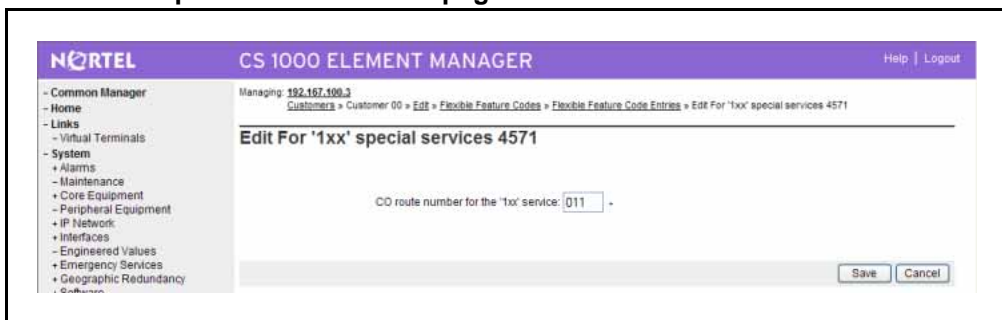 NORTEL
CS 1000 ELEMENT MANAGER
Help | Logout
- Common Manager
- Home
- Links
- Virtual Terminals
- System
+ Alarms
- Maintenance
+ Core Equipment
- Peripheral Equipment
+ IP Network
+ Interfaces
- Engineered Values
+ Emergency Services
+ Geographic Redundancy
+ Software
Managing: 192.167.100.3
Customers » Customer 00 » Edit » Flexible Feature Codes » Flexible Feature Code Entries » Edit For '1xx' special services 4571
Edit For '1xx' special services 4571
CO route number for the '1xx' service: 011
Save Cancel